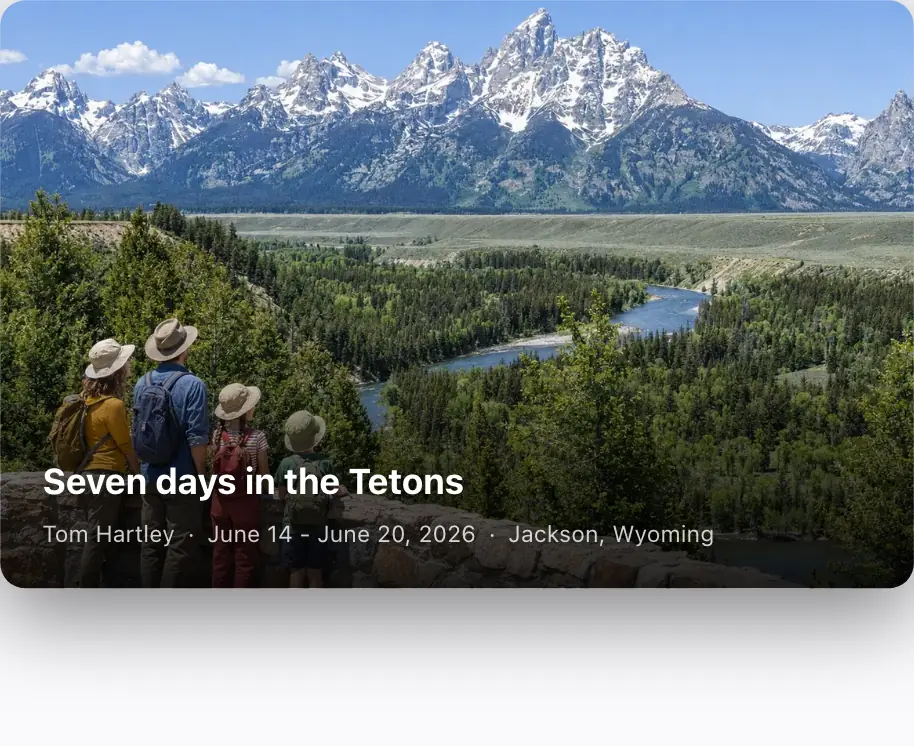 Seven days in the Tetons
Tom Hartley · June 14 - June 20, 2026 · Jackson, Wyoming